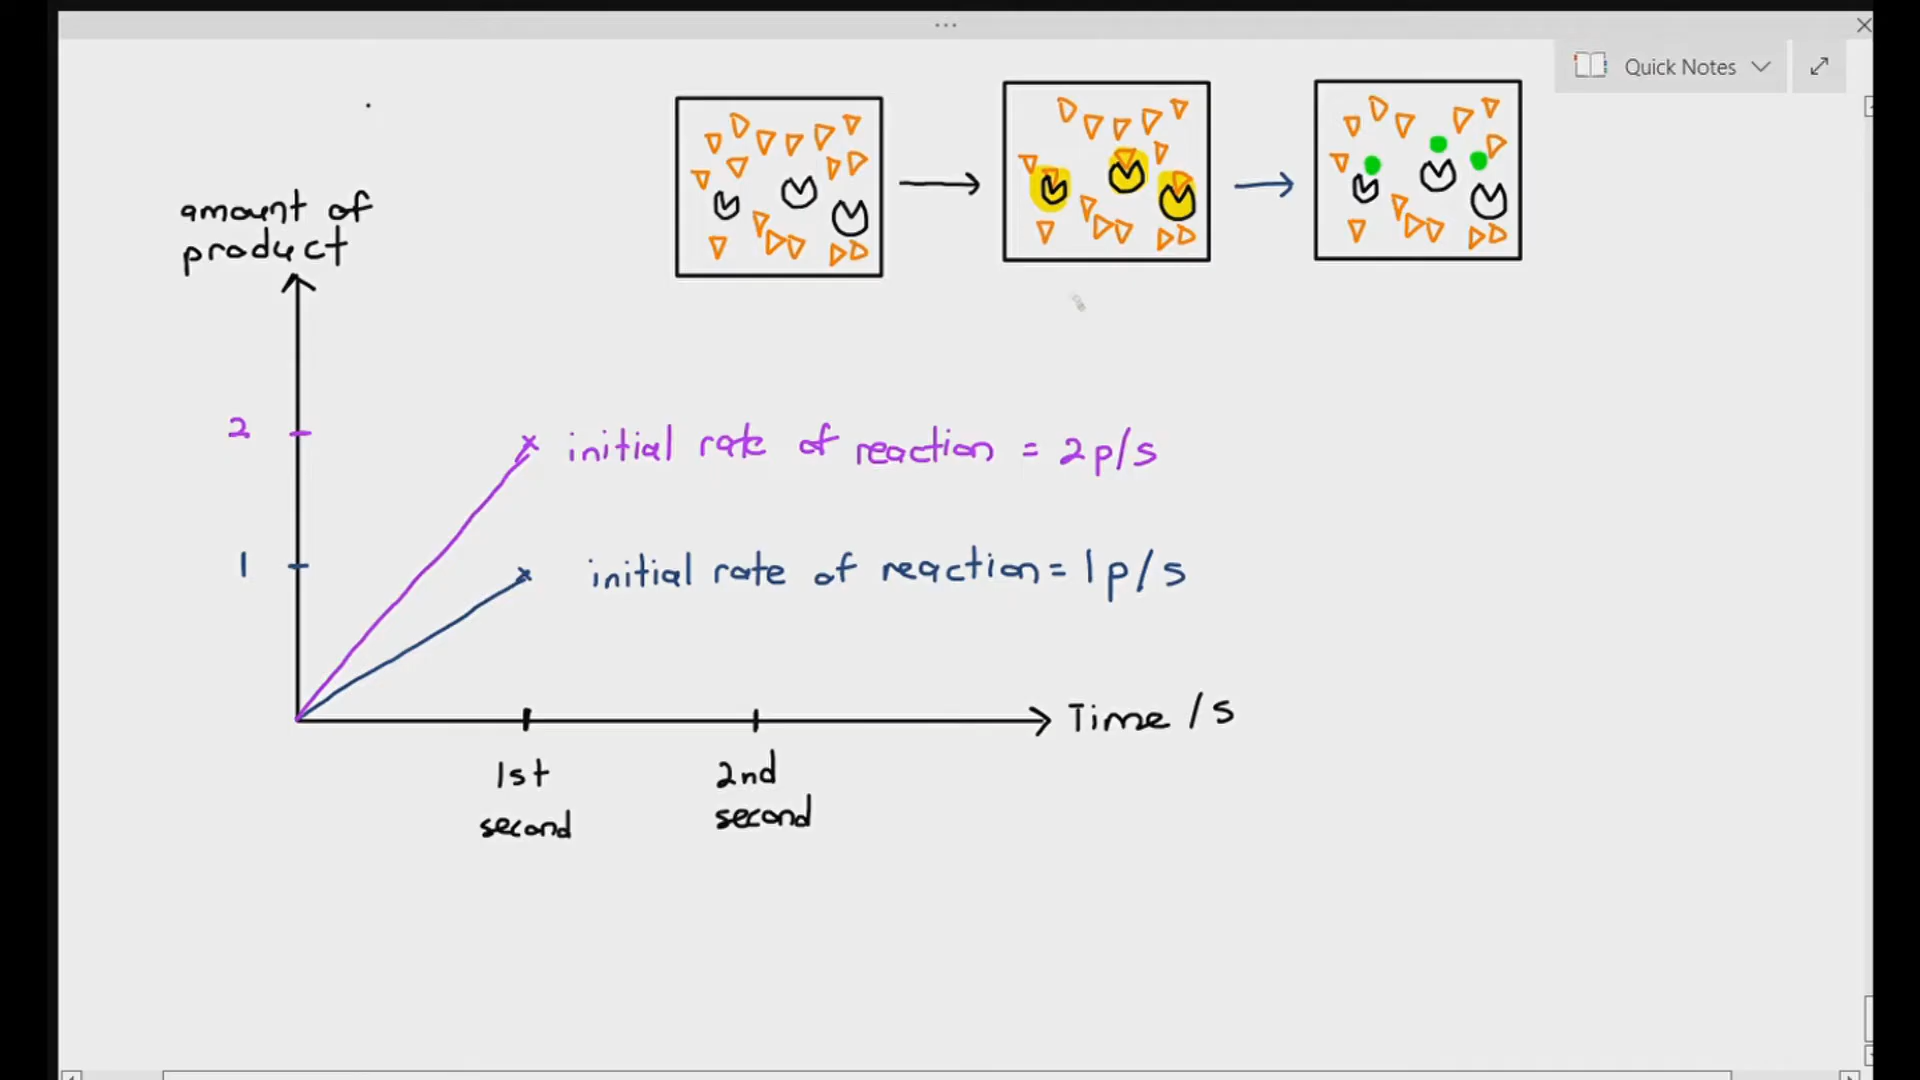 Quick Notes
amount of
product
2
initial rate of reaction = 2p/s
1
initial rate of reaction = 1p/s
Time /s
1st
second
2nd
second